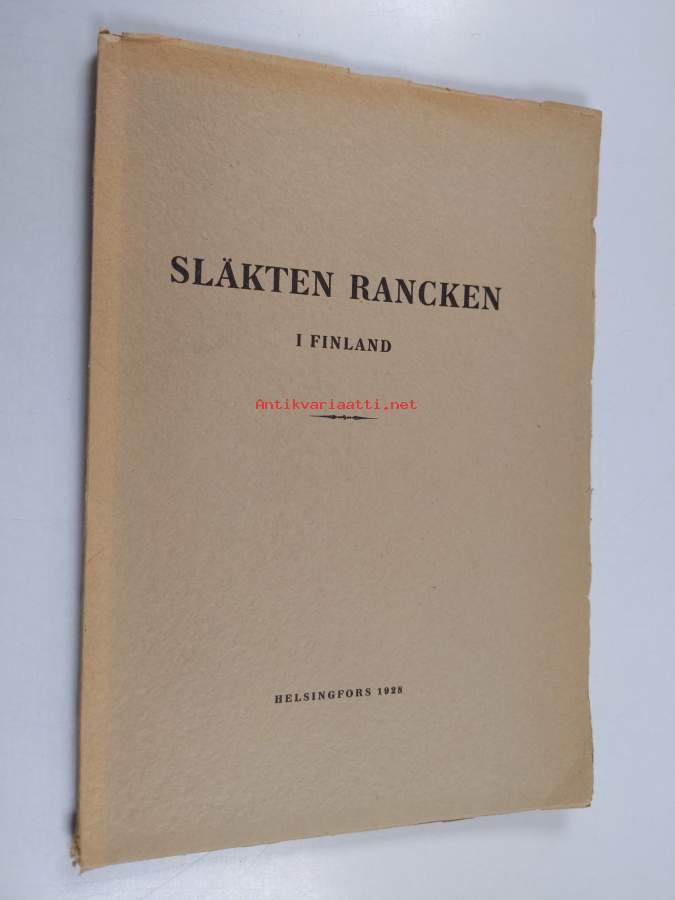 SLÄKTEN RANCKEN
I FINLAND
Antikvariaatti.net
HELSINGFORS 1928